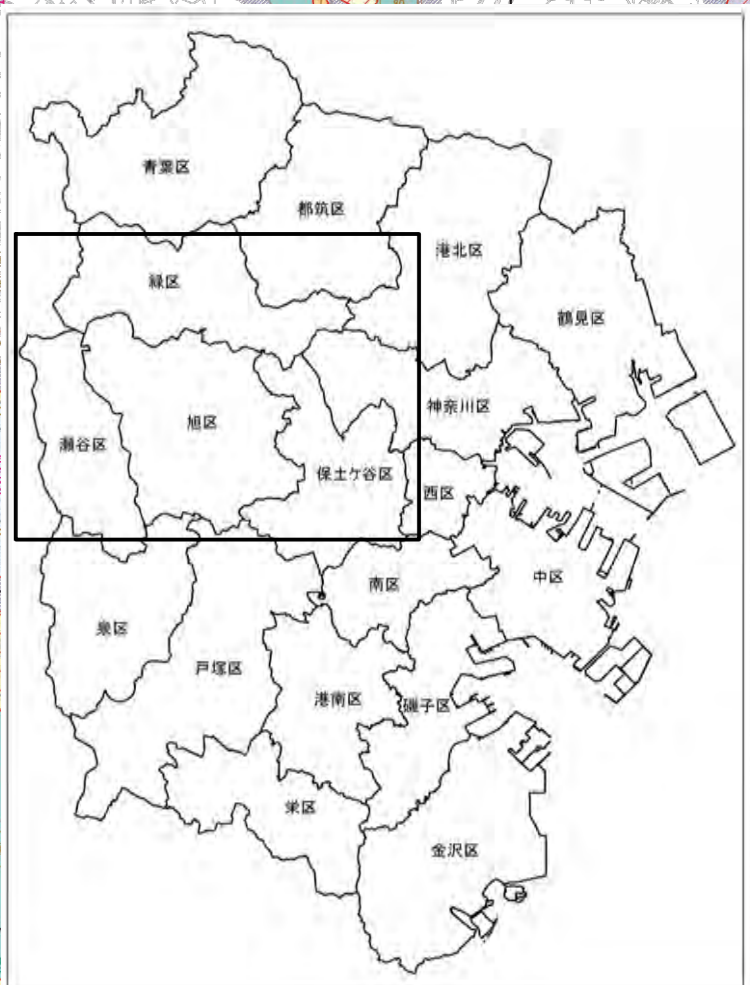 青葉区
都筑区
港北区
緑区
鶴見区
神奈川区
旭区
瀬谷区
保土ケ谷区
西区
中区
南区
泉区
戸塚区
港南区
磯子区
栄区
金沢区